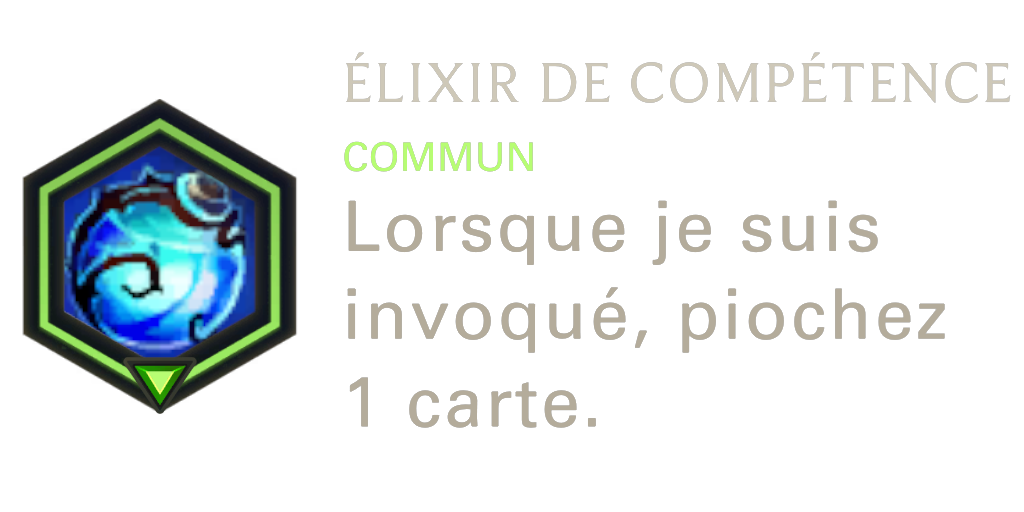 ÉLIXIR DE COMPÉTENCE
COMMUN
Lorsque je suis
invoqué, piochez
1 carte.